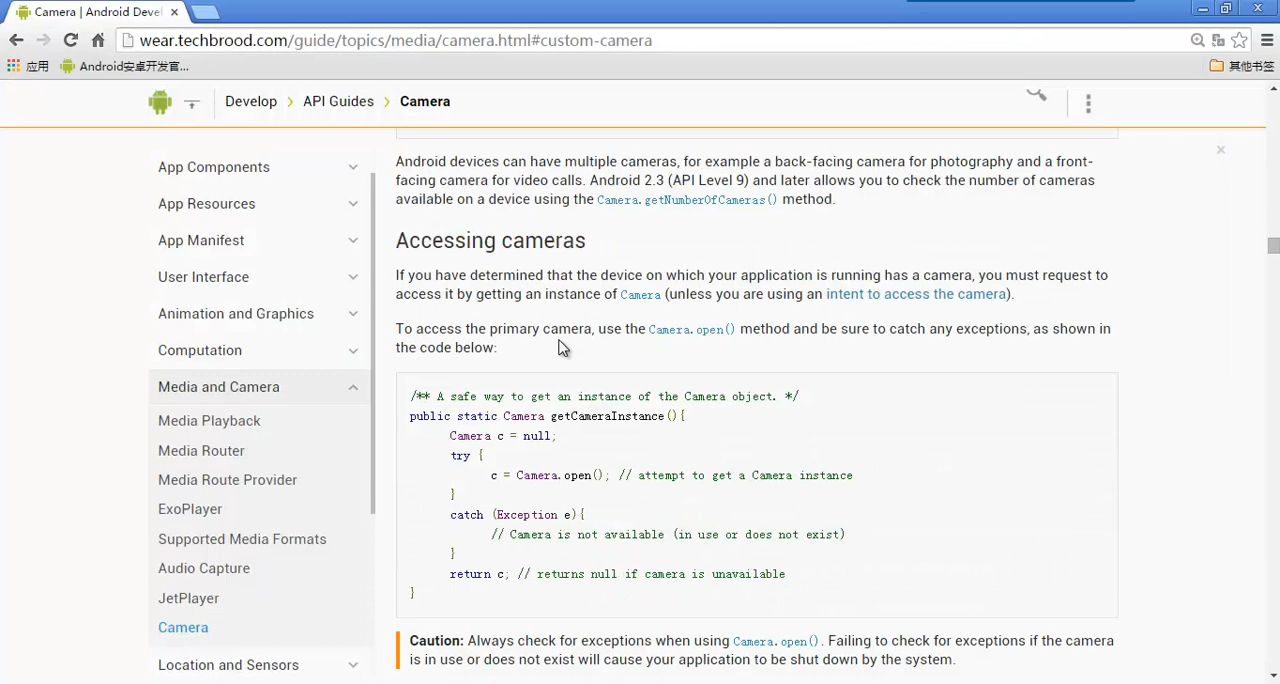 Camera | Android Deve
wear.techbrood.com/guide/topics/media/camera.html#custom-camera
应用 Android安卓开发官... 其他书签
Develop API Guides Camera
App Components
App Resources
App Manifest
User Interface
Animation and Graphics
Computation
Media and Camera
Media Playback
Media Router
Media Route Provider
ExoPlayer
Supported Media Formats
Audio Capture
JetPlayer
Camera
Location and Sensors
Android devices can have multiple cameras, for example a back-facing camera for photography and a front-
facing camera for video calls. Android 2.3 (API Level 9) and later allows you to check the number of cameras
available on a device using the Camera.getNumberOfCameras() method.
Accessing cameras
If you have determined that the device on which your application is running has a camera, you must request to
access it by getting an instance of Camera (unless you are using an intent to access the camera).
To access the primary camera, use the Camera.open() method and be sure to catch any exceptions, as shown in
the code below:
/** A safe way to get an instance of the Camera object. */
public static Camera getCameraInstance(){
Camera c = null;
try {
c = Camera.open(); // attempt to get a Camera instance
}
catch (Exception e){
// Camera is not available (in use or does not exist)
}
return c; // returns null if camera is unavailable
}
Caution: Always check for exceptions when using Camera.open(). Failing to check for exceptions if the camera
is in use or does not exist will cause your application to be shut down by the system.